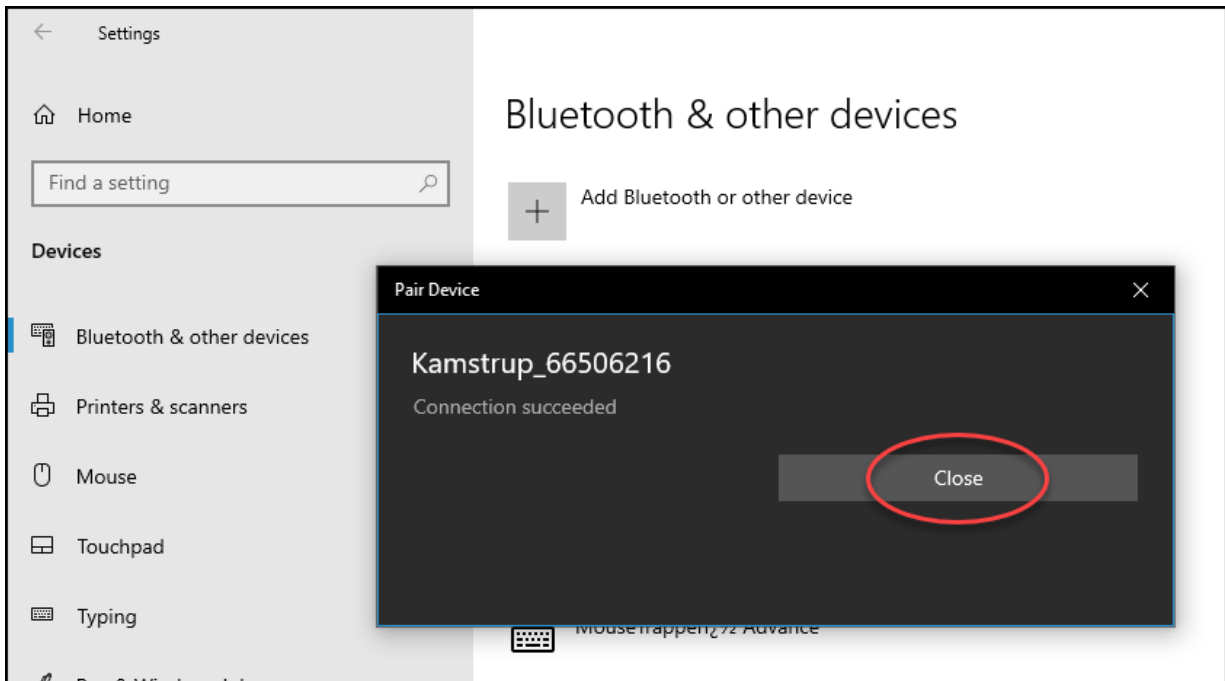 Settings
Home
Find a setting
Devices
Bluetooth & other devices
Printers & scanners
Mouse
Touchpad
Typing
Bluetooth & other devices
Add Bluetooth or other device
Pair Device
Kamstrup_66506216
Connection succeeded
Close
Advance